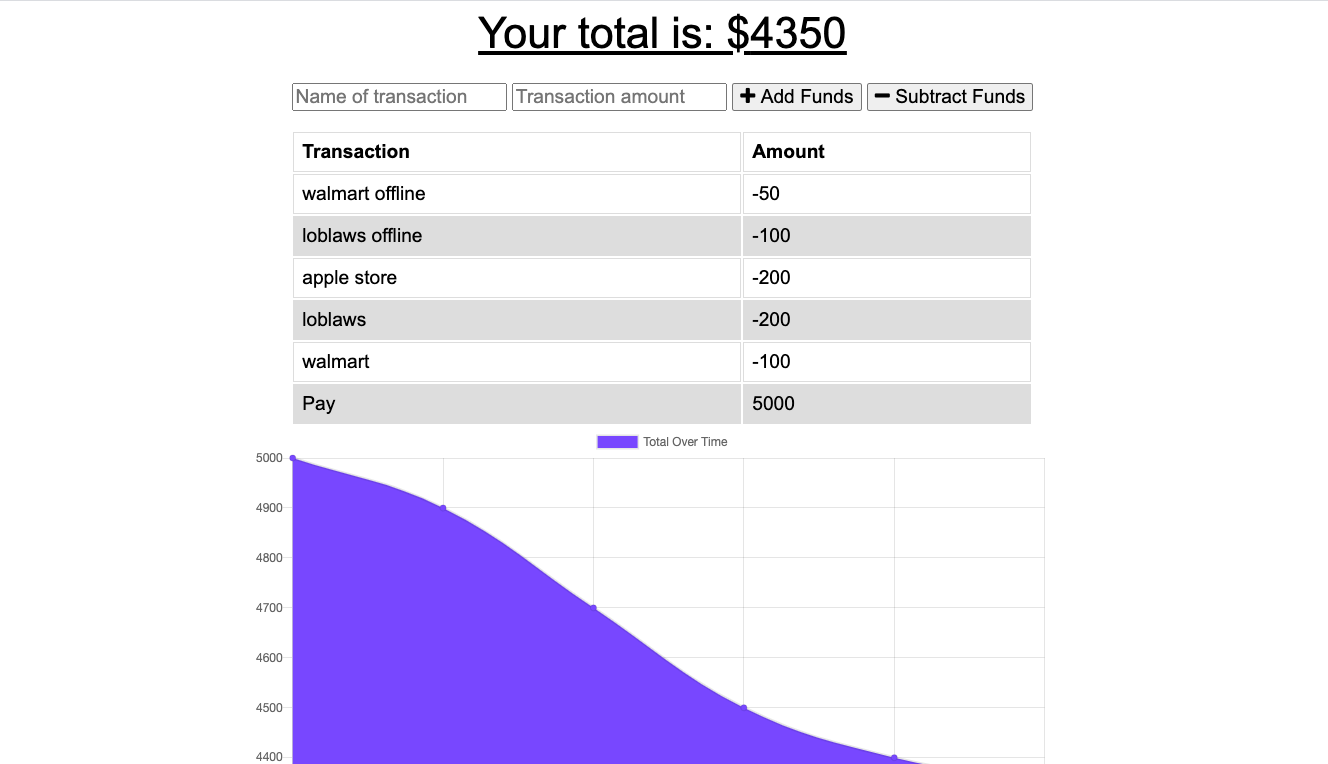 Your total is: $4350
Name of transaction Transaction amount Add Funds Subtract Funds
Transaction Amount
walmart offline -50
loblaws offline -100
apple store -200
loblaws -200
walmart -100
Pay 5000
Total Over Time
5000
4900
4800
4700
4600
4500
4400